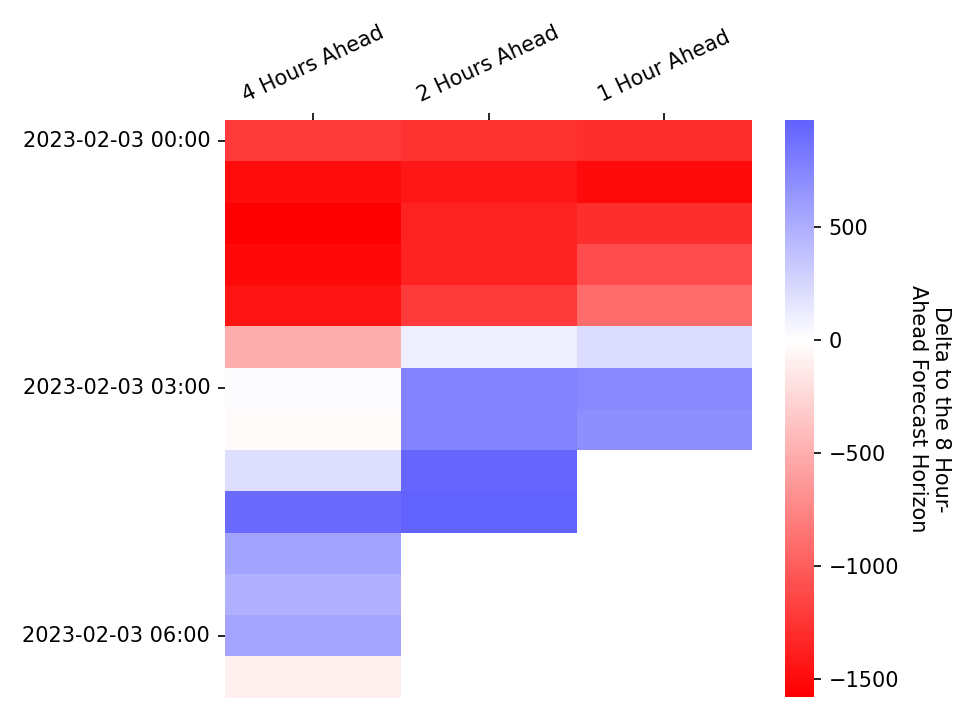 4 Hours Ahead
2 Hours Ahead
1 Hour Ahead
2023-02-03 00:00
2023-02-03 03:00
2023-02-03 06:00
500
0
−500
−1000
−1500
Delta to the 8 Hour-
Ahead Forecast Horizon